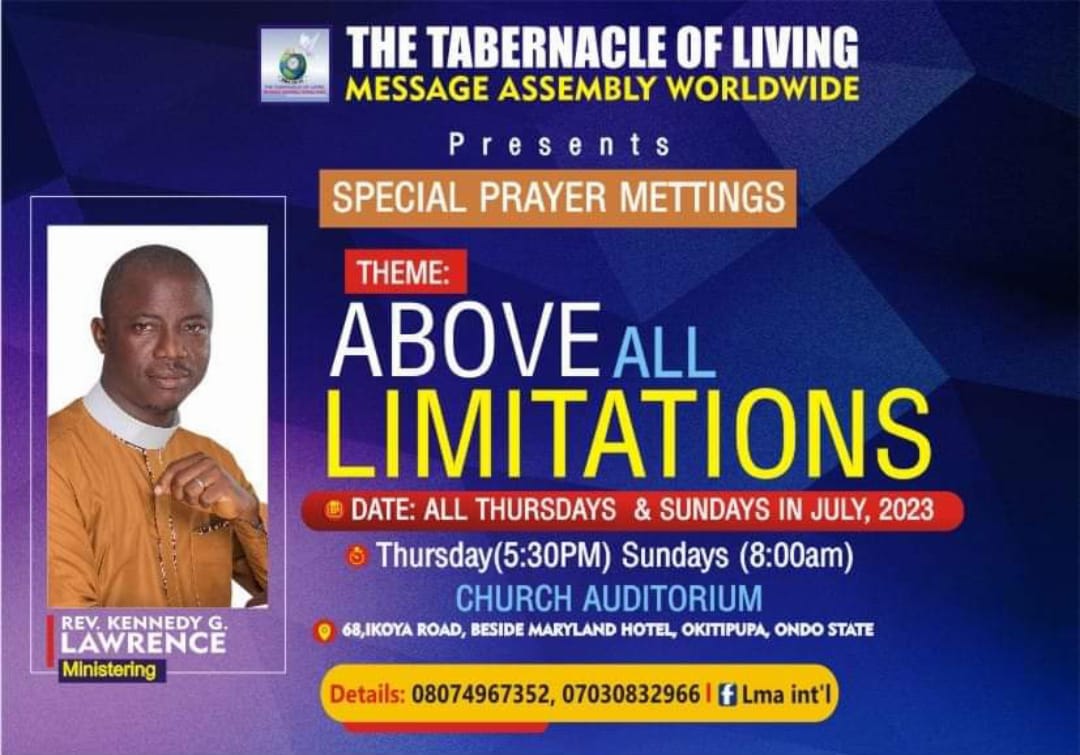 THE TABERNACLE OF LIVING
MESSAGE ASSEMBLY WORLDWIDE
Presents
SPECIAL PRAYER METTINGS
THEME:
ABOVE ALL
LIMITATIONS
DATE: ALL THURSDAYS & SUNDAYS IN JULY, 2023
Thursday(5:30PM) Sundays (8:00am)
CHURCH AUDITORIUM
68,IKOYA ROAD, BESIDE MARYLAND HOTEL, OKITIPUPA, ONDO STATE
REV. KENNEDY G.
LAWRENCE
Ministering
Details: 08074967352, 07030832966 | f Lma int'l